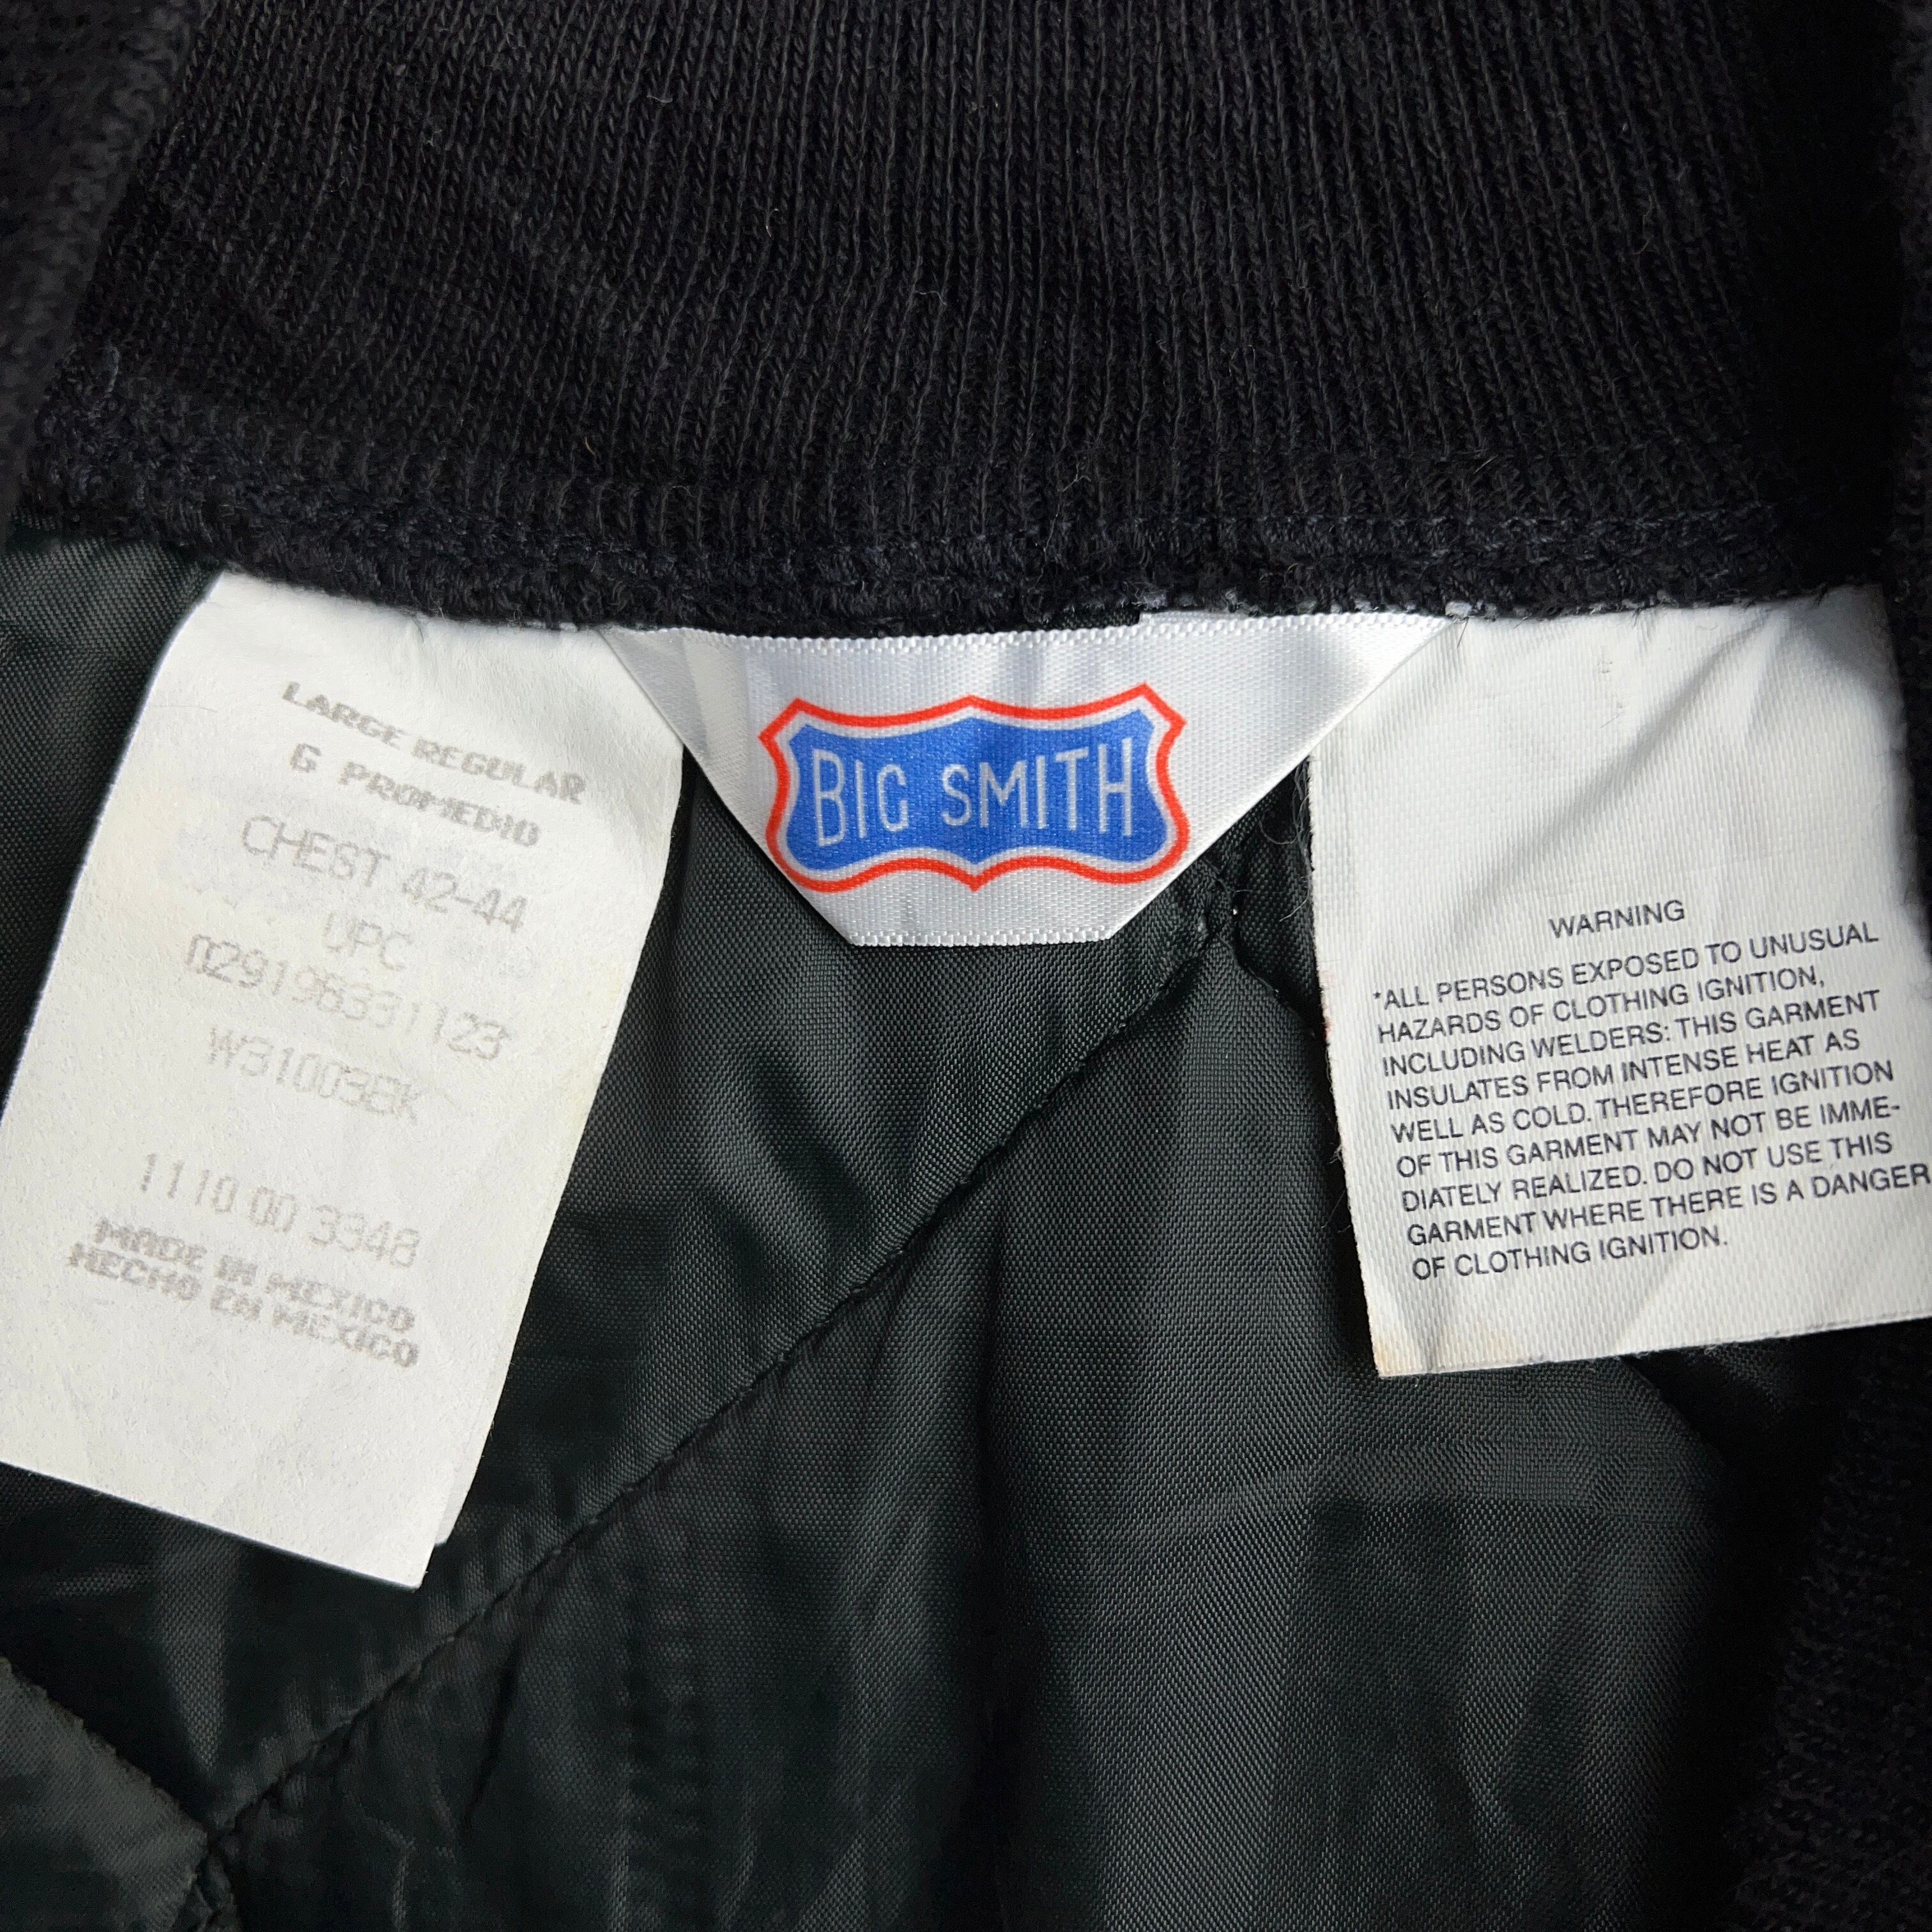 LARGE REGULAR
G PROMEDIO
CHEST 42-44
UPC
029196331123
W31003BK
1110 00 3348
MADE IN MEXICO
HECHO EN MEXICO
BIG SMITH
WARNING
*ALL PERSONS EXPOSED TO UNUSUAL
HAZARDS OF CLOTHING IGNITION,
INCLUDING WELDERS: THIS GARMENT
INSULATES FROM INTENSE HEAT AS
WELL AS COLD. THEREFORE IGNITION
OF THIS GARMENT MAY NOT BE IMME-
DIATELY REALIZED. DO NOT USE THIS
GARMENT WHERE THERE IS A DANGER
OF CLOTHING IGNITION.